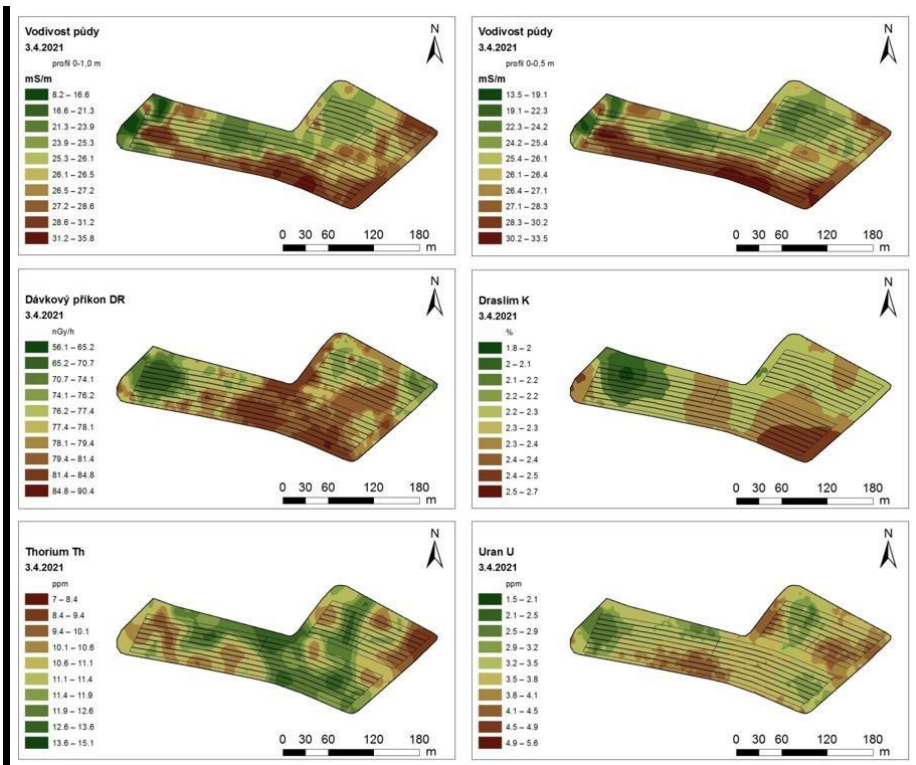 Vodivost půdy
3.4.2021
profil 0-1,0 m
mS/m
8.2 – 16.6
16.6 – 21.3
21.3 – 23.9
23.9 – 25.3
25.3 – 26.1
26.1 – 26.5
26.5 – 27.2
27.2 – 28.6
28.6 – 31.2
31.2 – 35.8
N
0 30 60 120 180
m
Vodivost půdy
3.4.2021
profil 0-0,5 m
mS/m
13.5 – 19.1
19.1 – 22.3
22.3 – 24.2
24.2 – 25.4
25.4 – 26.1
26.1 – 26.4
26.4 – 27.1
27.1 – 28.3
28.3 – 30.2
30.2 – 33.5
N
0 30 60 120 180
m
Dávkový příkon DR
3.4.2021
nGy/h
56.1 – 65.2
65.2 – 70.7
70.7 – 74.1
74.1 – 76.2
76.2 – 77.4
77.4 – 78.1
78.1 – 79.4
79.4 – 81.4
81.4 – 84.8
84.8 – 90.4
N
0 30 60 120 180
m
Draslím K
3.4.2021
%
1.8 – 2
2 – 2.1
2.1 – 2.2
2.2 – 2.2
2.2 – 2.3
2.3 – 2.3
2.3 – 2.4
2.4 – 2.4
2.4 – 2.5
2.5 – 2.7
N
0 30 60 120 180
m
Thorium Th
3.4.2021
ppm
7 – 8.4
8.4 – 9.4
9.4 – 10.1
10.1 – 10.6
10.6 – 11.1
11.1 – 11.4
11.4 – 11.9
11.9 – 12.6
12.6 – 13.6
13.6 – 15.1
N
0 30 60 120 180
m
Uran U
3.4.2021
ppm
1.5 – 2.1
2.1 – 2.5
2.5 – 2.9
2.9 – 3.2
3.2 – 3.5
3.5 – 3.8
3.8 – 4.1
4.1 – 4.5
4.5 – 4.9
4.9 – 5.6
N
0 30 60 120 180
m